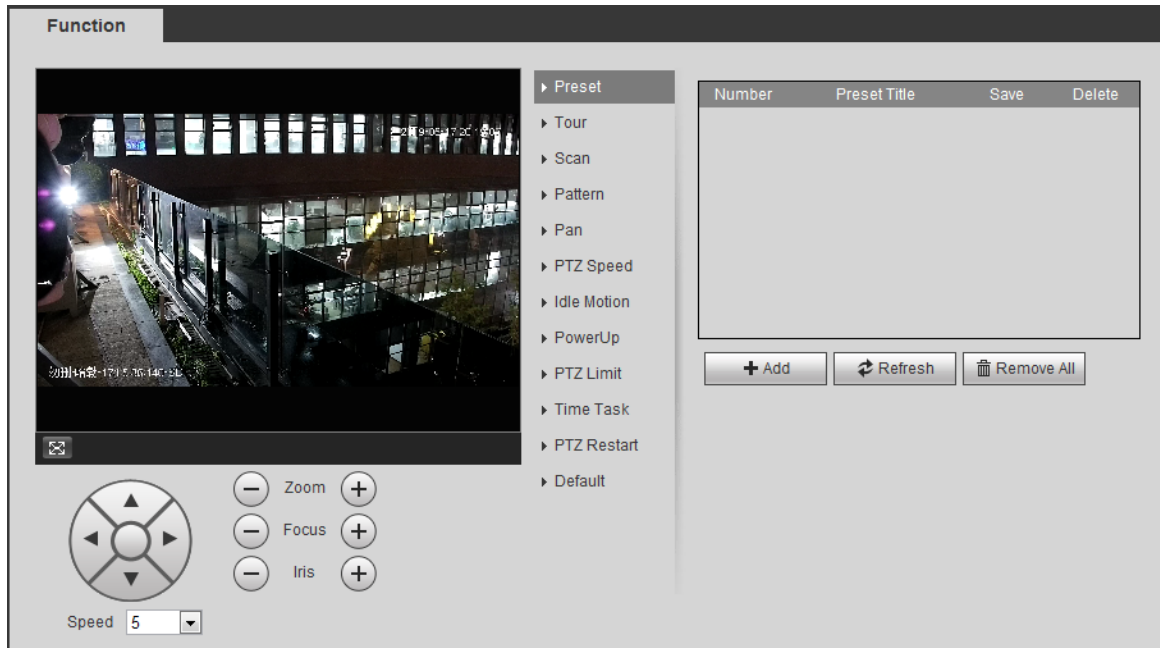 Function
Preset
Tour
Scan
Pattern
Pan
PTZ Speed
Idle Motion
PowerUp
PTZ Limit
Time Task
PTZ Restart
Default
Number Preset Title Save Delete
Add Refresh Remove All
Zoom
Focus
Iris
Speed 5